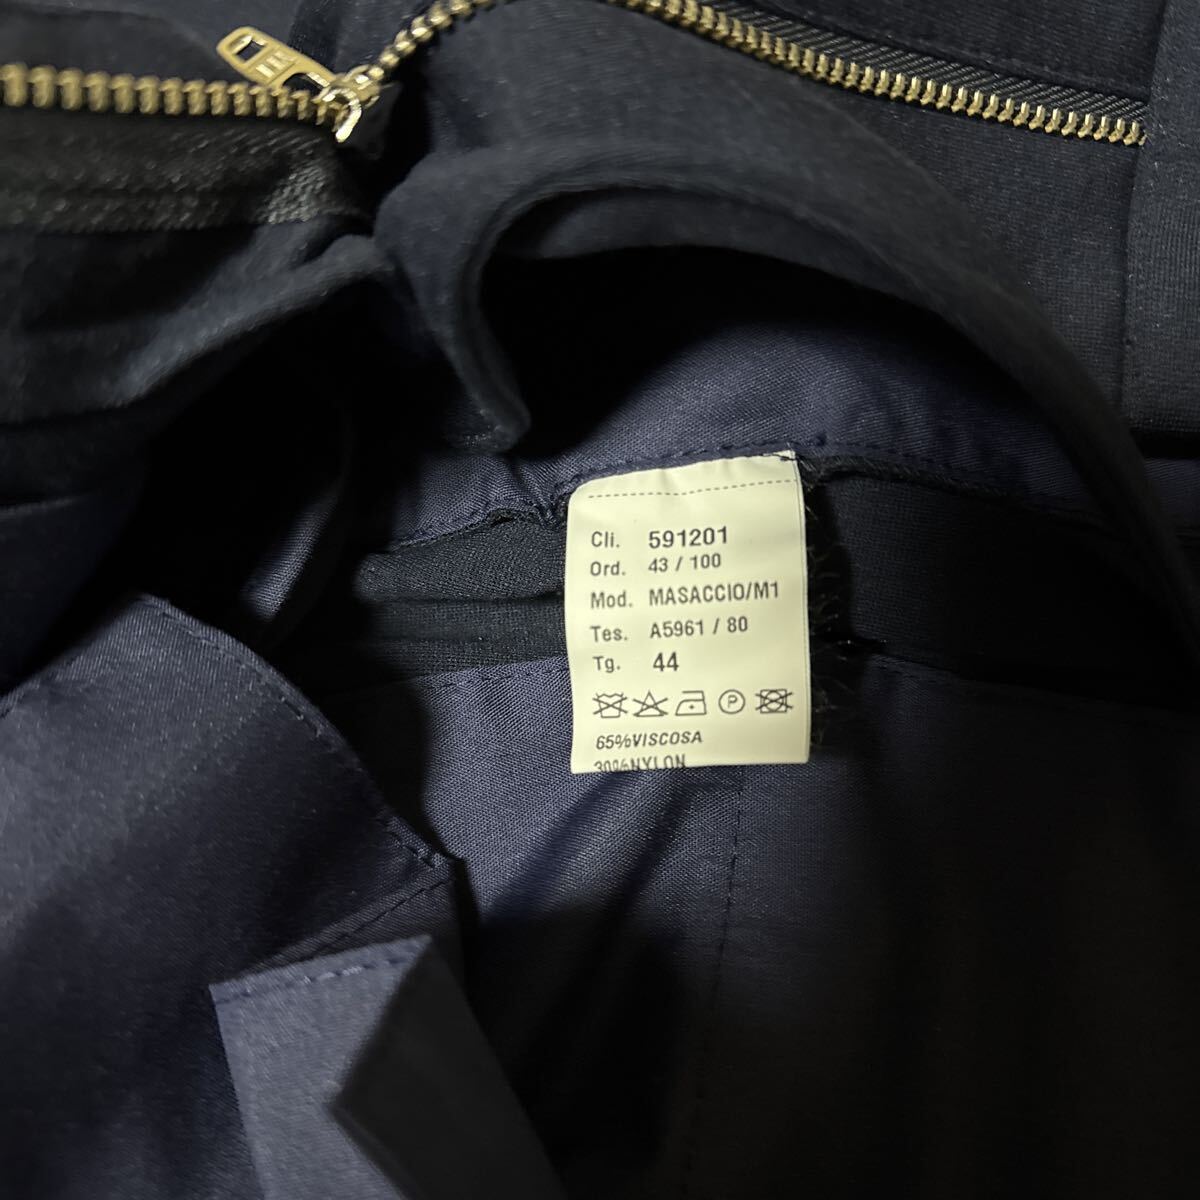 Cli. 591201
Ord. 43 / 100
Mod. MASACCIO/M1
Tes. A5961 / 80
Tg. 44
P
65%VISCOSA
30%NYLON